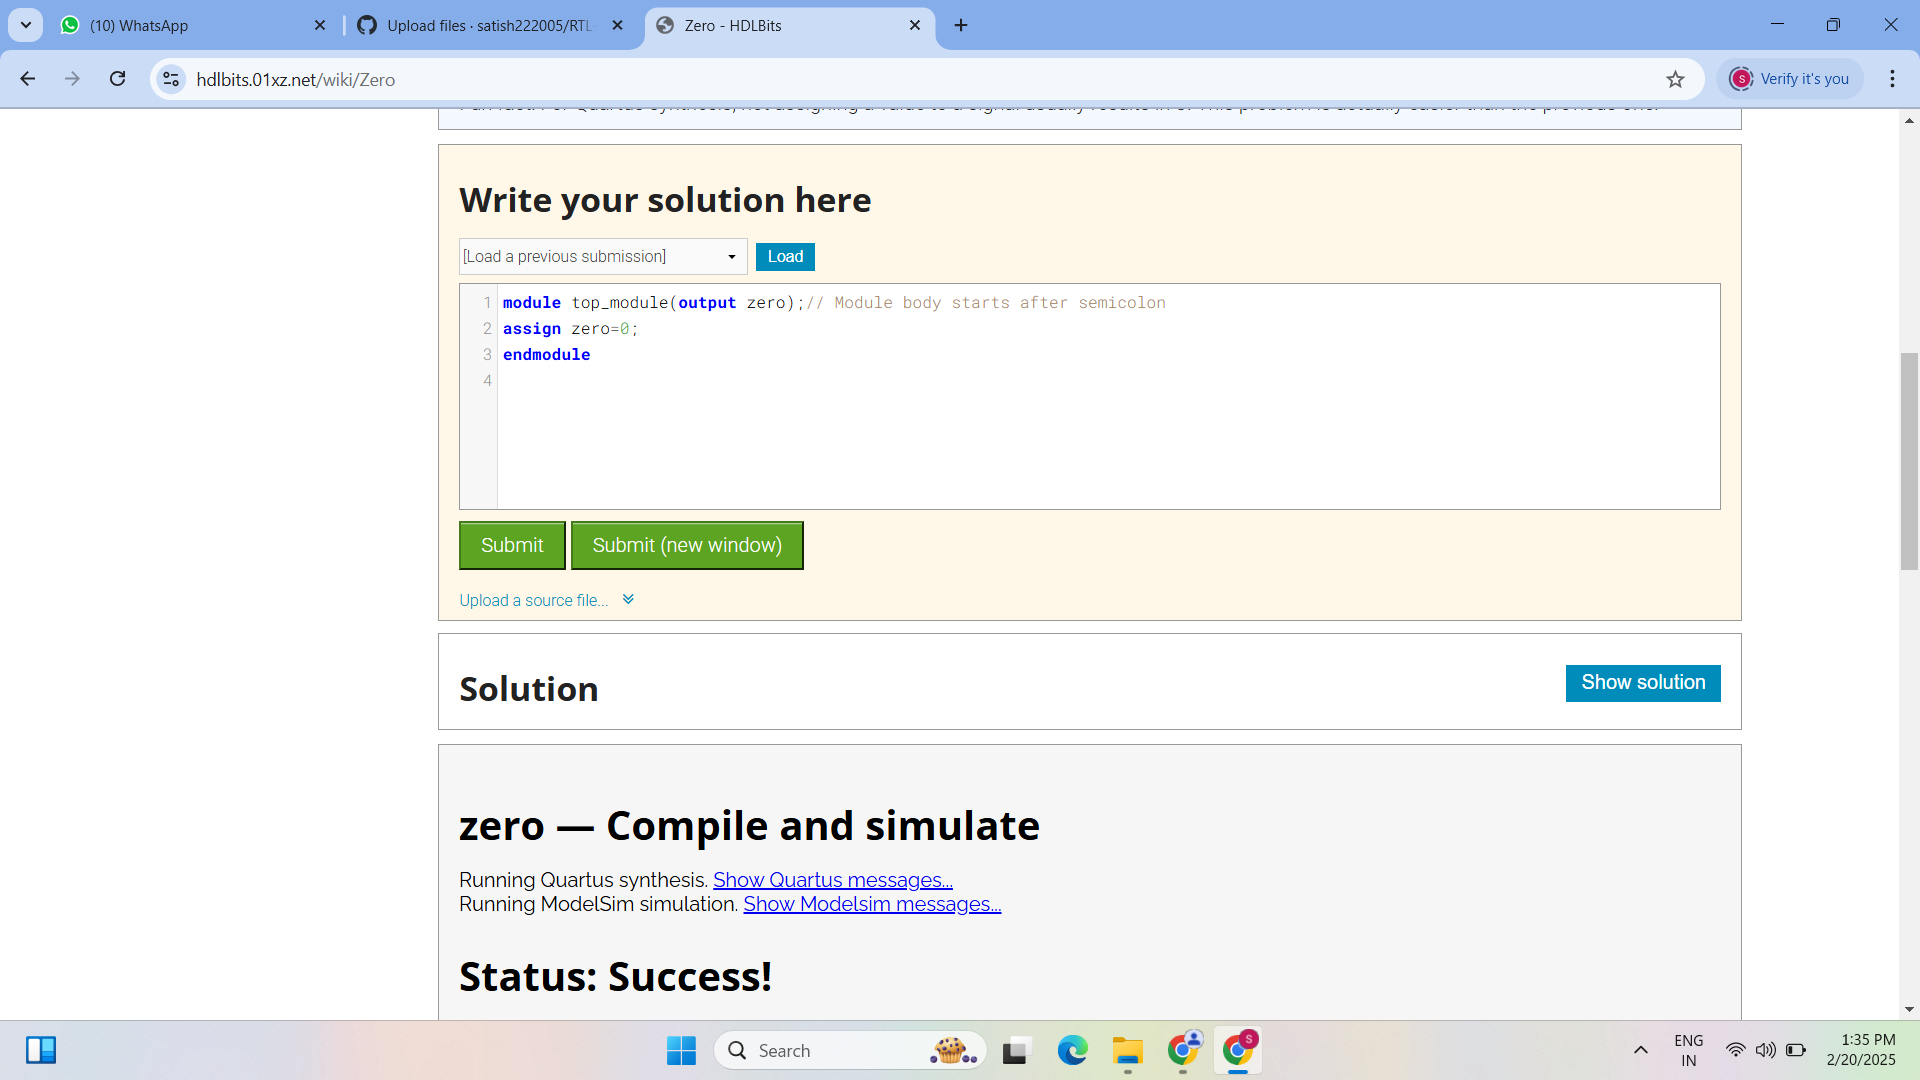 (10) WhatsApp
Upload files · satish222005/RTL
Zero - HDLBits
hdlbits.01xz.net/wiki/Zero
Verify it's you
Write your solution here
[Load a previous submission]
Load
1 module top_module(output zero);// Module body starts after semicolon
2 assign zero=0;
3 endmodule
4
Submit
Submit (new window)
Upload a source file...
Solution
Show solution
zero — Compile and simulate
Running Quartus synthesis. Show Quartus messages...
Running ModelSim simulation. Show Modelsim messages...
Status: Success!
Search
ENG
IN
1:35 PM
2/20/2025